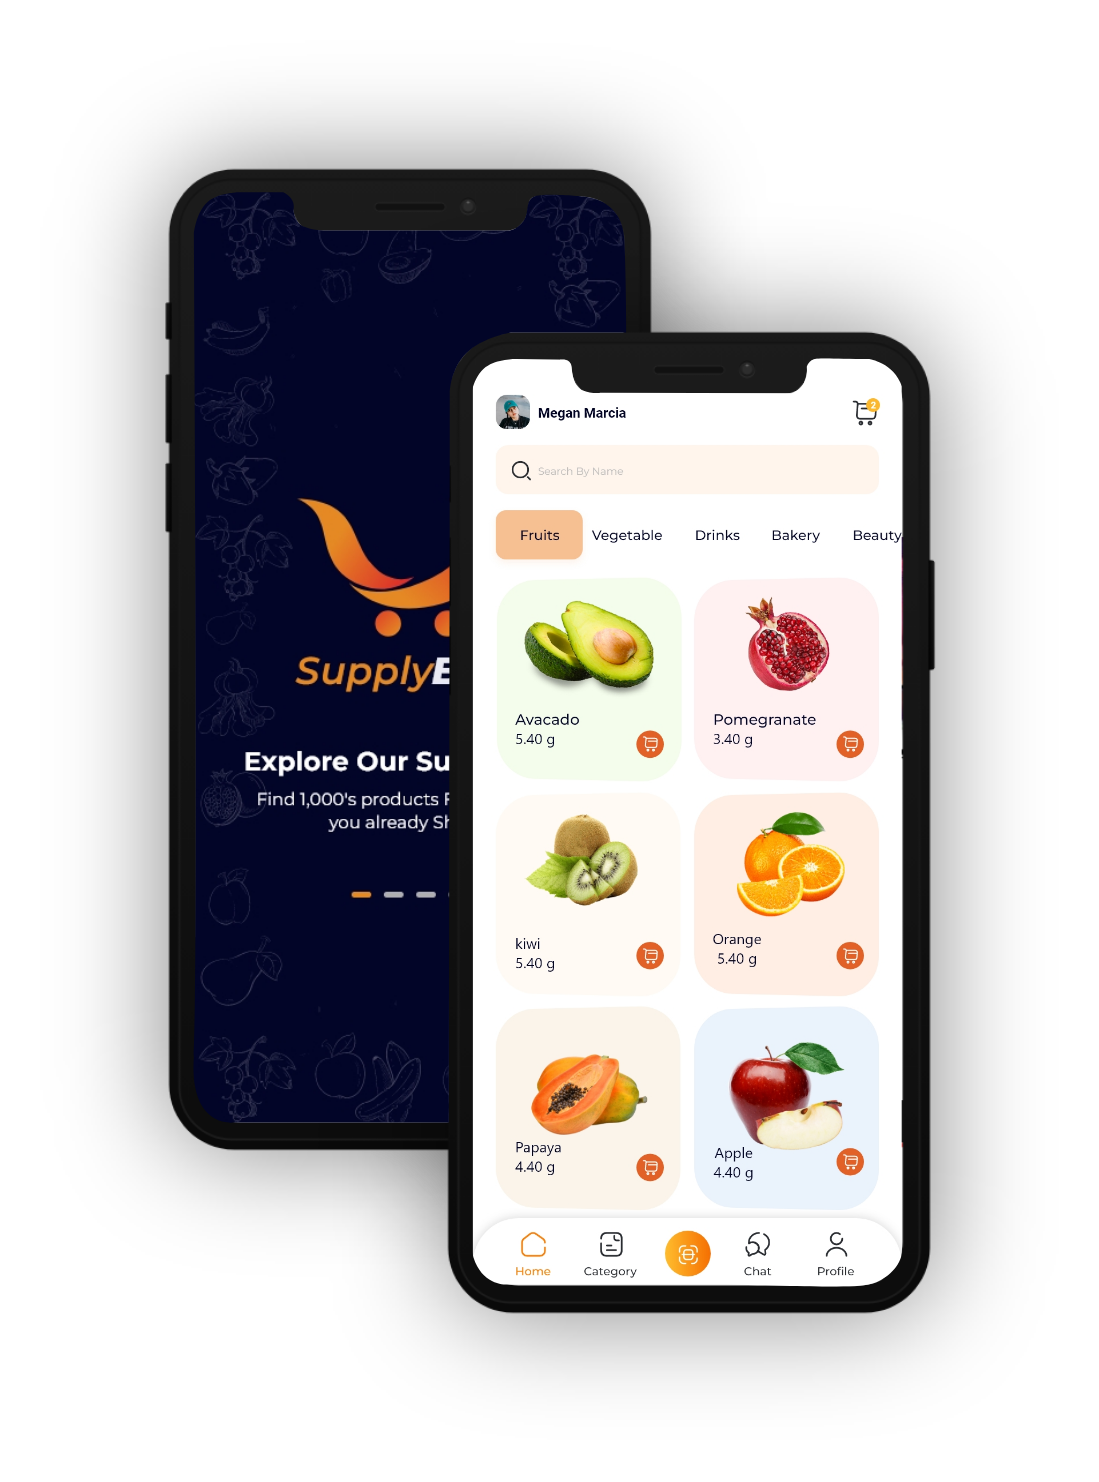 SupplyE
Explore Our Su
Find 1,000's products F
you already Sh
Megan Marcia
2
Search By Name
Fruits Vegetable Drinks Bakery Beauty
Avacado
5.40 g
Pomegranate
3.40 g
kiwi
5.40 g
Orange
5.40 g
Papaya
4.40 g
Apple
4.40 g
Home Category Chat Profile